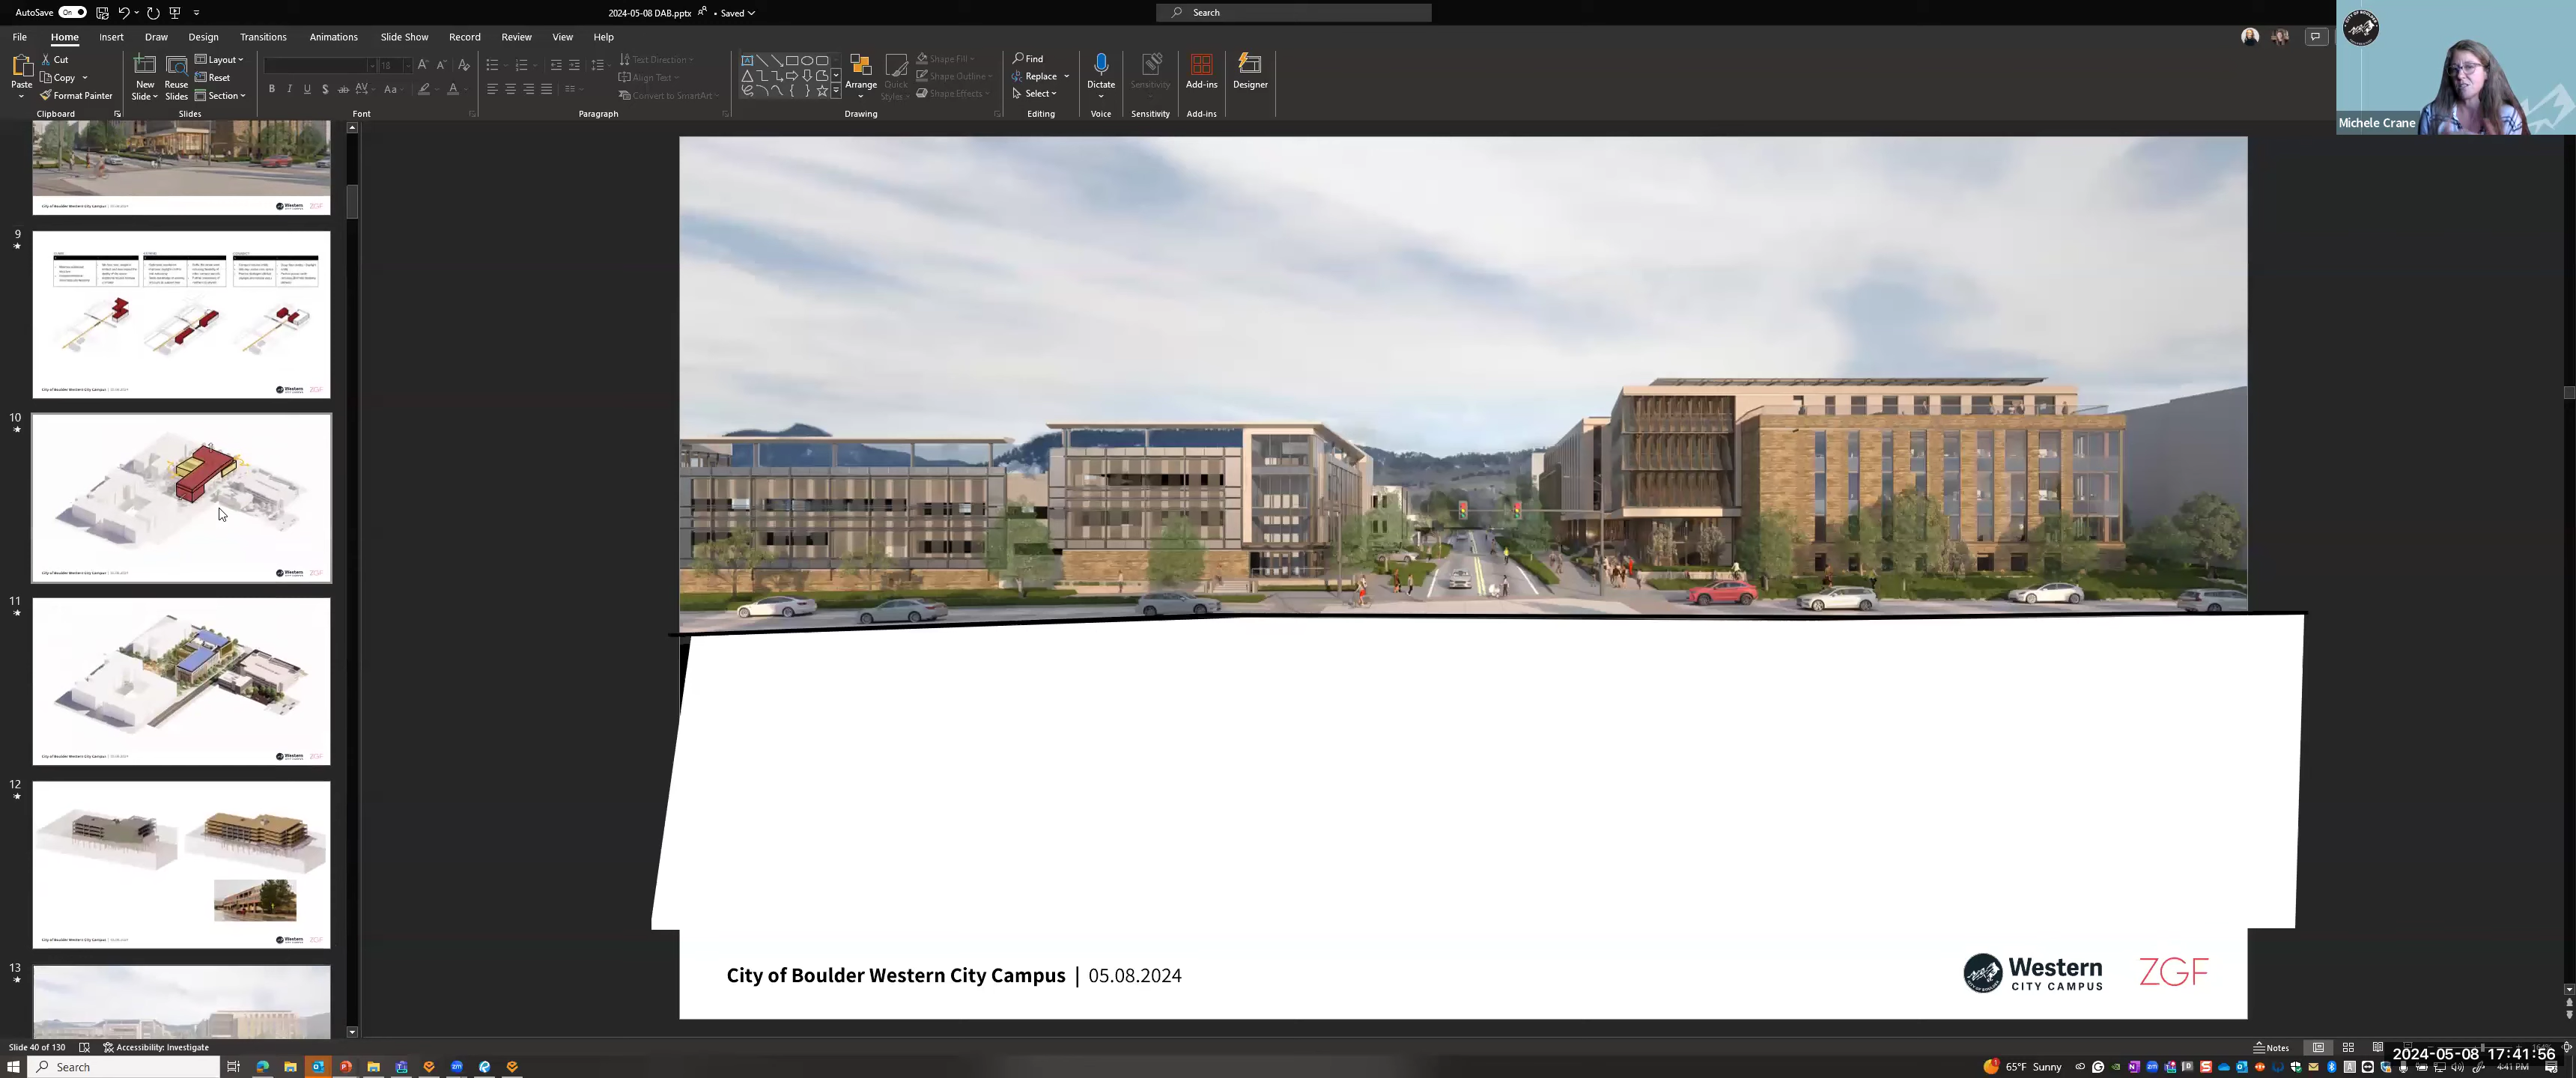 AutoSave On
2024-05-08 DAB.pptx • Saved
Search
File Home Insert Draw Design Transitions Animations Slide Show Record Review View Help
Paste
Cut
Copy
Format Painter
Clipboard
New Slide
Reuse Slides
Layout
Reset
Section
Slides
18
Font
Text Direction
Align Text
Convert to SmartArt
Paragraph
Arrange
Quick Styles
Shape Fill
Shape Outline
Shape Effects
Drawing
Find
Replace
Select
Editing
Dictate
Voice
Sensitivity
Sensitivity
Add-ins
Add-ins
Designer
Michele Crane
9
10
11
12
13
City of Boulder Western City Campus | 05.08.2024
Western
CITY CAMPUS
ZGF
Slide 40 of 130
Accessibility: Investigate
Notes
Search
65°F Sunny
2024-05-08 17:41:56
4:41 PM